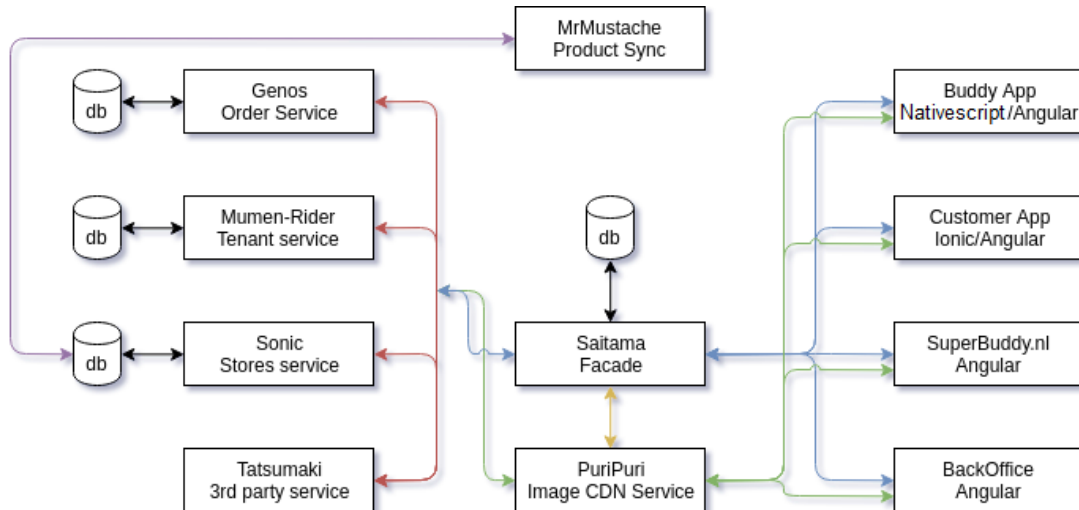 MrMustache
Product Sync
db
Genos
Order Service
Buddy App
Nativescript/Angular
db
Mumen-Rider
Tenant service
db
Customer App
Ionic/Angular
db
Sonic
Stores service
Saitama
Facade
SuperBuddy.nl
Angular
Tatsumaki
3rd party service
PuriPuri
Image CDN Service
BackOffice
Angular